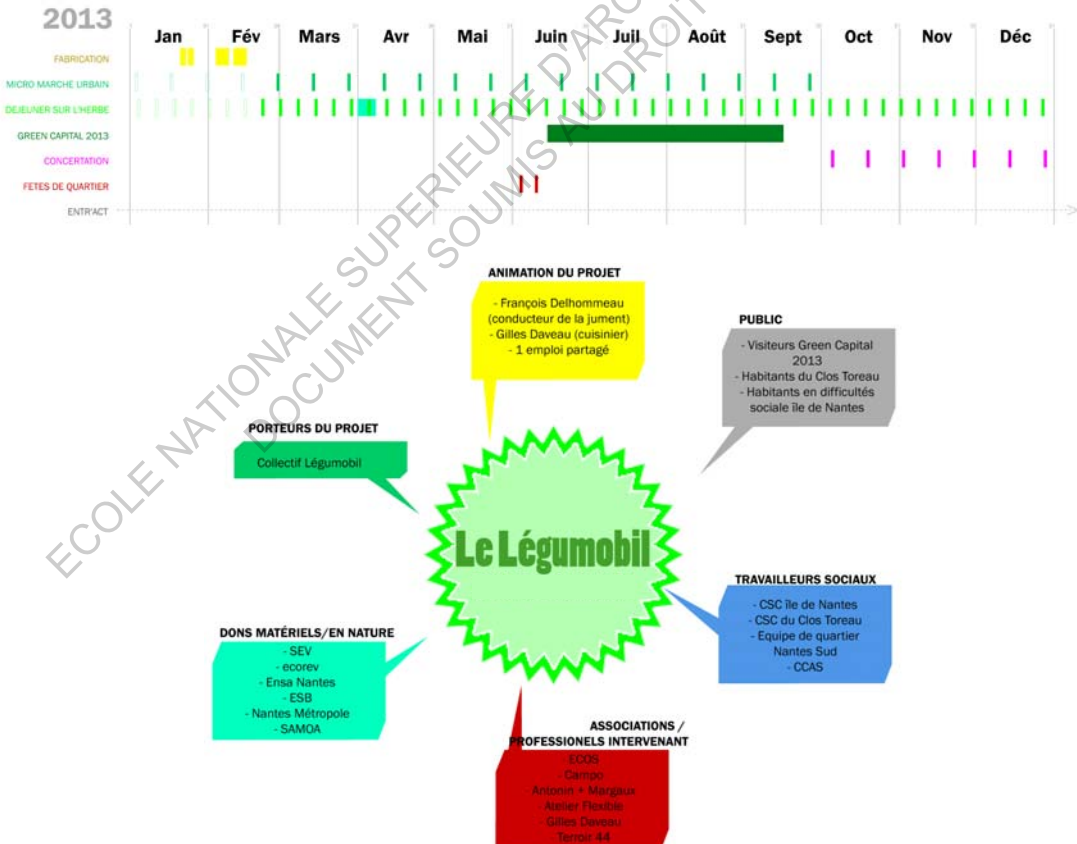 2013
Jan Fév Mars Avr Mai Juin Juil Août Sept Oct Nov Déc
FABRICATION
MICRO MARCHE URBAIN
DEJEUNER SUR L'HERBE
GREEN CAPITAL 2013
CONCERTATION
FETES DE QUARTIER
ENTR'ACT
ECOLE NATIONALE SUPERIEURE D'ARC
DOCUMENT SOUMIS AU DROIT
ANIMATION DU PROJET
- François Delhommeau
(conducteur de la jument)
- Gilles Daveau (cuisinier)
- 1 emploi partagé
PUBLIC
- Visiteurs Green Capital
2013
- Habitants du Clos Toreau
- Habitants en difficultés
sociale île de Nantes
PORTEURS DU PROJET
Collectif Légumobil
Le Légumobil
TRAVAILLEURS SOCIAUX
- CSC île de Nantes
- CSC du Clos Toreau
- Equipe de quartier
Nantes Sud
- CCAS
DONS MATÉRIELS/EN NATURE
- SEV
- ecorev
- Ensa Nantes
- ESB
- Nantes Métropole
- SAMOA
ASSOCIATIONS /
PROFESSIONELS INTERVENANT
- ECOS
- Campo
Antonin + Margaux
- Atelier Flexible
- Gilles Daveau
- Terroir 44